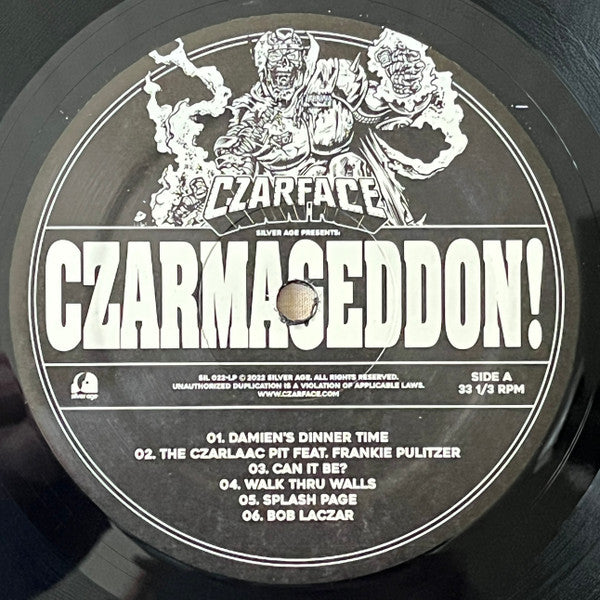 CZARFACE
SILVER AGE PRESENTS:
CZARMAGEDDON!
silver age
SIL 022-LP © 2022 SILVER AGE. ALL RIGHTS RESERVED.
UNAUTHORIZED DUPLICATION IS A VIOLATION OF APPLICABLE LAWS.
WWW.CZARFACE.COM
SIDE A
33 1/3 RPM
01. DAMIEN'S DINNER TIME
02. THE CZARLAAC PIT FEAT. FRANKIE PULITZER
03. CAN IT BE?
04. WALK THRU WALLS
05. SPLASH PAGE
06. BOB LACZAR